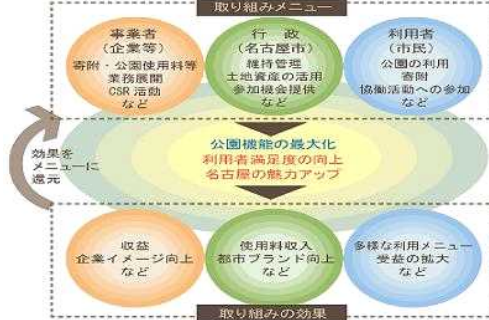 取り組みメニュー
事業者
(企業等)
寄附・公園使用料等
業務展開
CSR 活動
など
行政
(名古屋市)
維持管理
土地資産の活用
参加機会提供
など
利用者
(市民)
公園の利用
寄附
協働活動への参加
など
効果を
メニューに
還元
公園機能の最大化
利用者満足度の向上
名古屋の魅力アップ
収益
企業イメージ向上
など
使用料収入
都市ブランド向上
など
多様な利用メニュー
受益の拡大
など
取り組みの効果